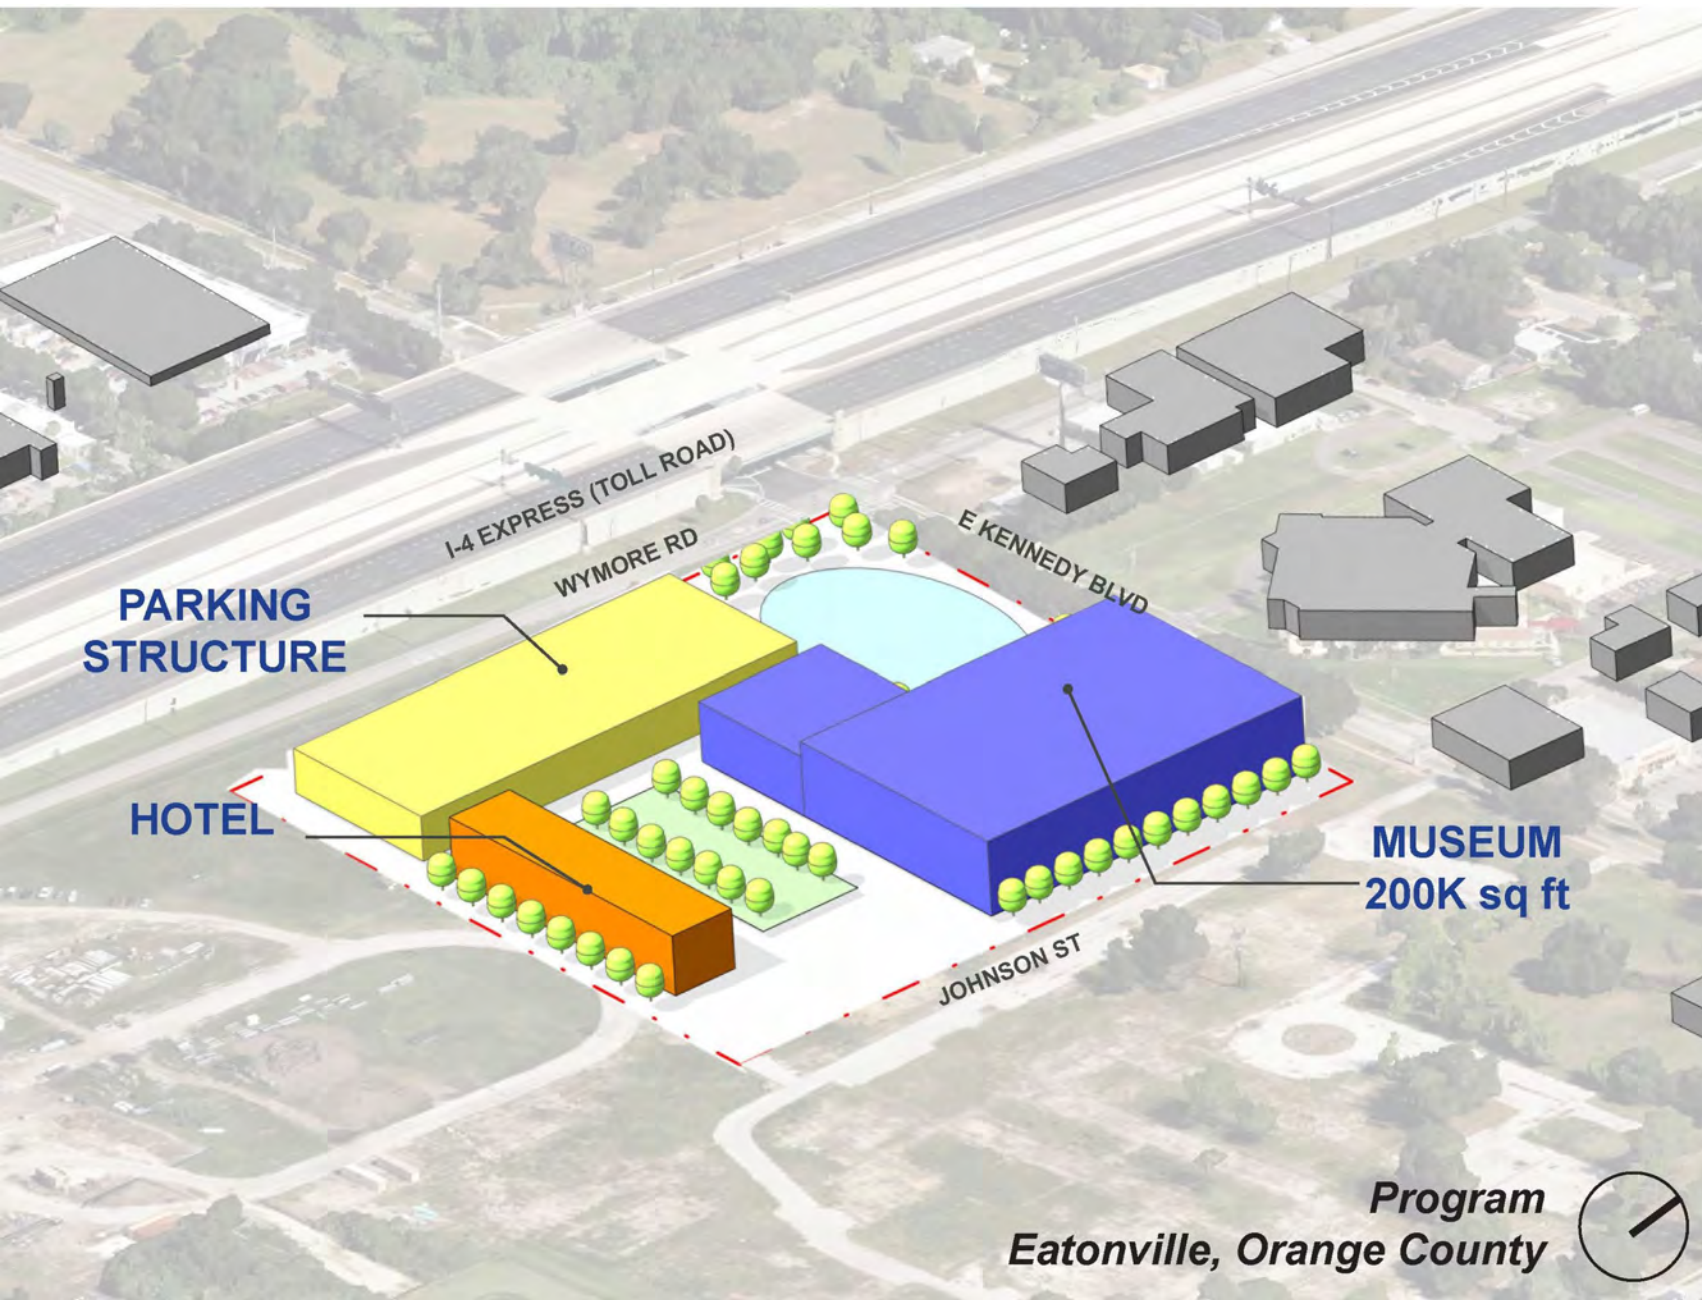 I-4 EXPRESS (TOLL ROAD)
WYMORE RD
E KENNEDY BLVD
PARKING
STRUCTURE
HOTEL
MUSEUM
200K sq ft
JOHNSON ST
Program
Eatonville, Orange County